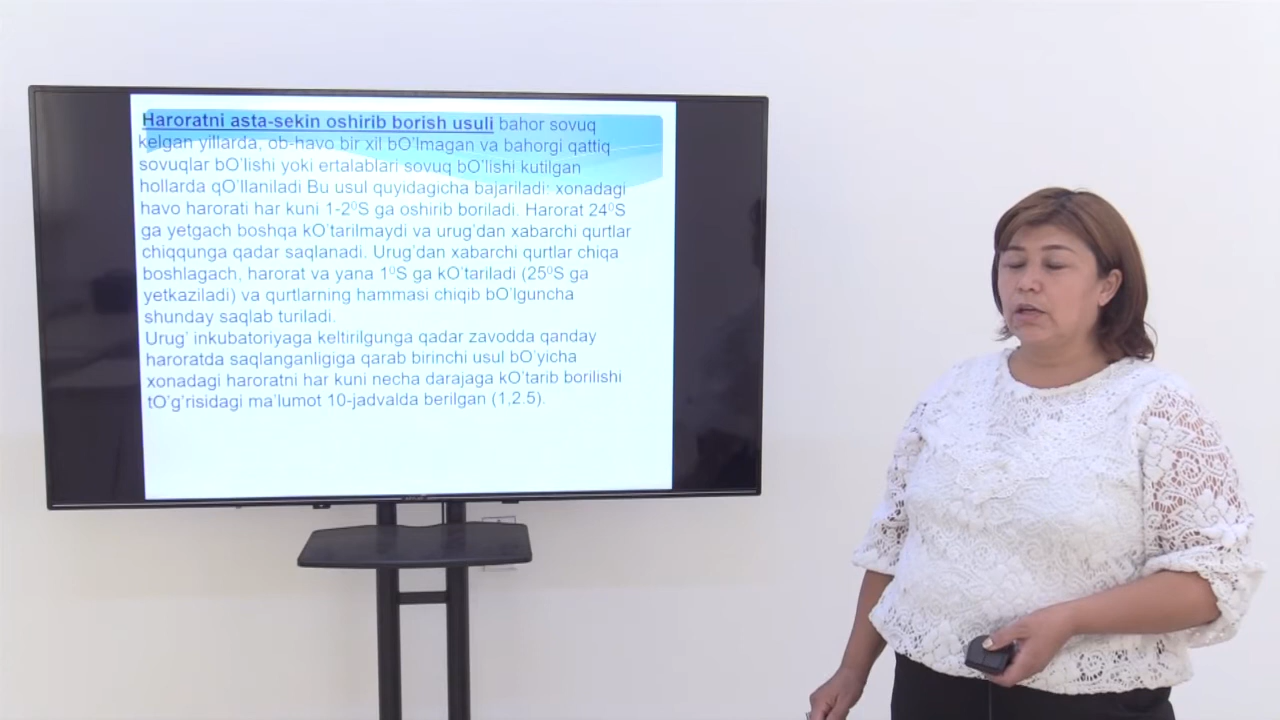 Haroratni asta-sekin oshirib borish usuli bahor sovuq
kelgan yillarda, ob-havo bir xil bO'lmagan va bahorgi qattiq
sovuqlar bO'lishi yoki ertalablari sovuq bO'lishi kutilgan
hollarda qO'llaniladi Bu usul quyidagicha bajariladi: xonadagi
havo harorati har kuni 1-2⁰S ga oshirib boriladi. Harorat 24⁰S
ga yetgach boshqa kO'tarilmaydi va urug'dan xabarchi qurtlar
chiqqunga qadar saqlanadi. Urug'dan xabarchi qurtlar chiqa
boshlagach, harorat va yana 1⁰S ga kO'tariladi (25⁰S ga
yetkaziladi) va qurtlarning hammasi chiqib bO'lguncha
shunday saqlab turiladi.
Urug' inkubatoriyaga keltirilgunga qadar zavodda qanday
haroratda saqlanganligiga qarab birinchi usul bO'yicha
xonadagi haroratni har kuni necha darajaga kO'tarib borilishi
tO'g'risidagi ma'lumot 10-jadvalda berilgan (1,2.5).